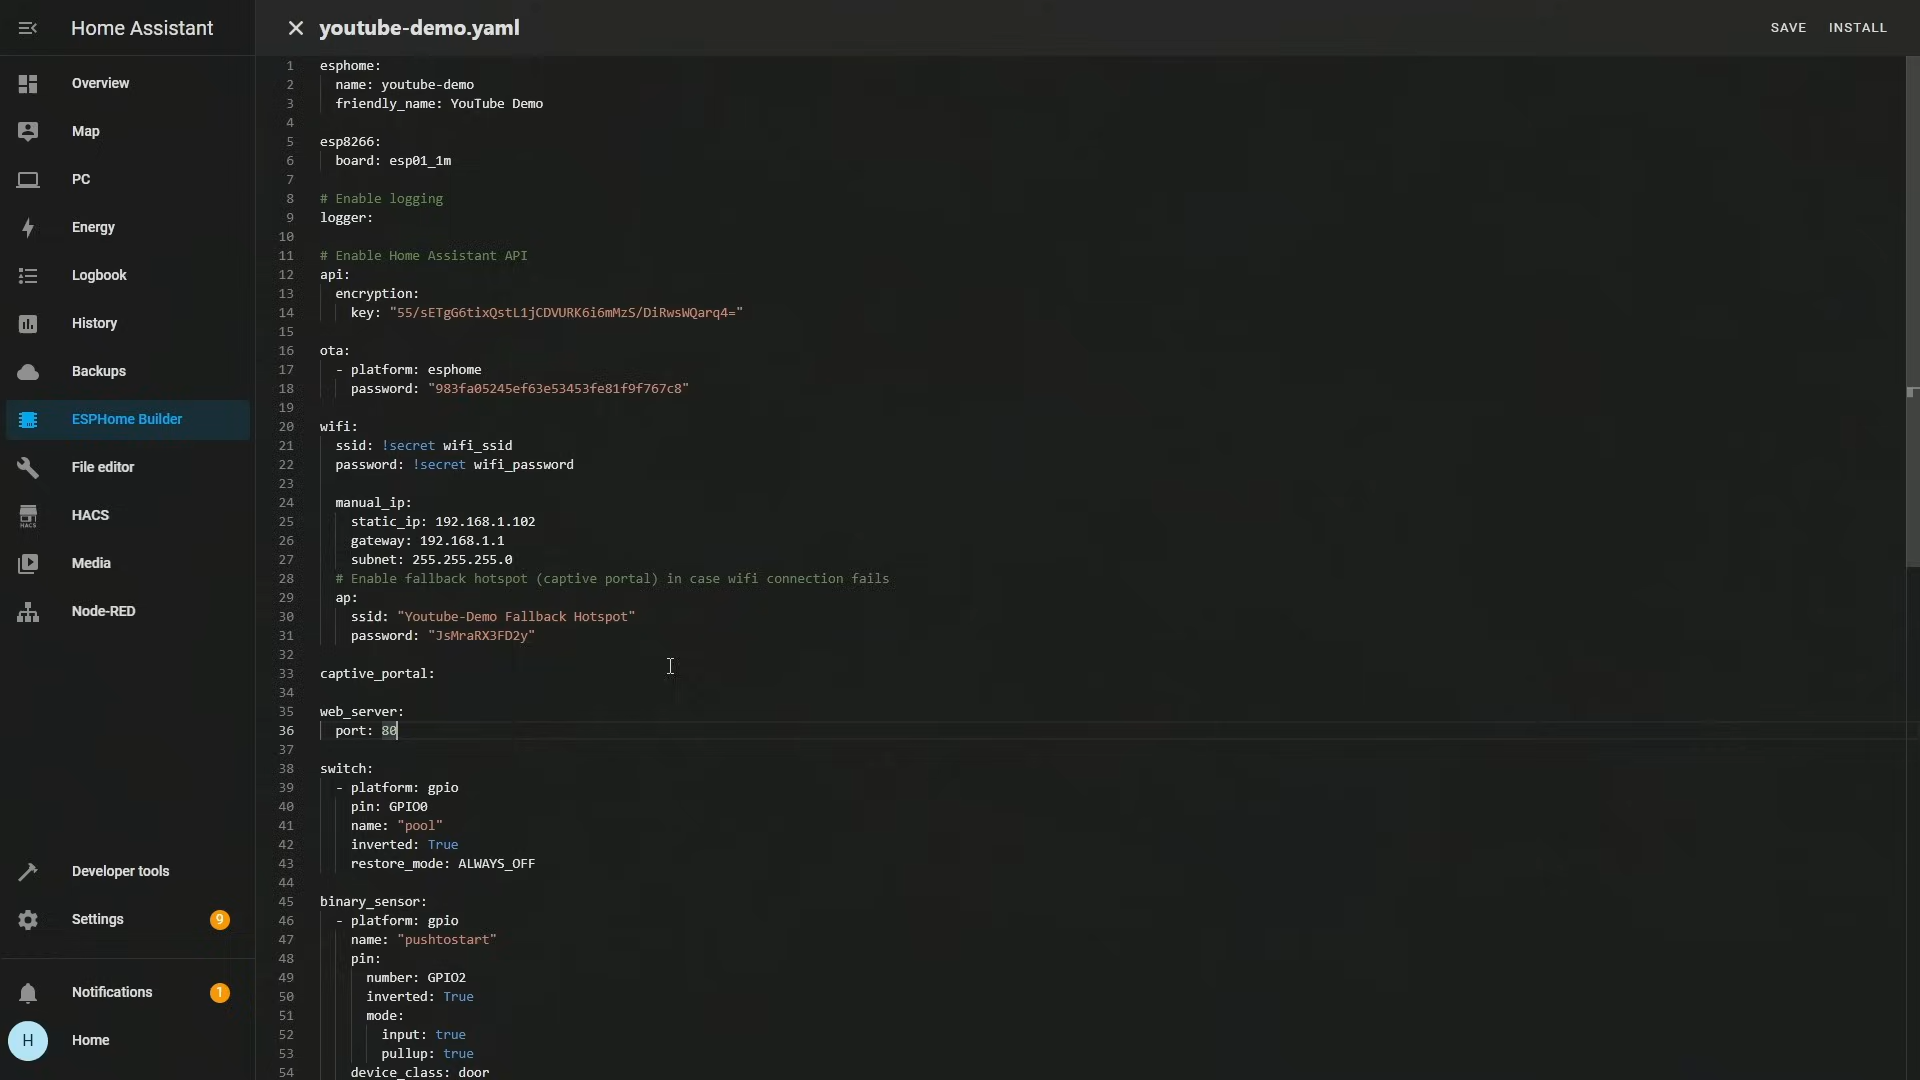 Home Assistant
Overview
Map
PC
Energy
Logbook
History
Backups
ESPHome Builder
File editor
HACS
HACS
Media
Node-RED
Developer tools
Settings 9
Notifications 1
H Home
youtube-demo.yaml SAVE INSTALL
1 esphome:
2   name: youtube-demo
3   friendly_name: YouTube Demo
4
5 esp8266:
6   board: esp01_1m
7
8 # Enable logging
9 logger:
10
11 # Enable Home Assistant API
12 api:
13   encryption:
14     key: "55/sETgG6tixQstL1jCDVURK6i6mMzS/DiRwsWQarq4="
15
16 ota:
17   - platform: esphome
18     password: "983fa05245ef63e53453fe81f9f767c8"
19
20 wifi:
21   ssid: !secret wifi_ssid
22   password: !secret wifi_password
23
24   manual_ip:
25     static_ip: 192.168.1.102
26     gateway: 192.168.1.1
27     subnet: 255.255.255.0
28   # Enable fallback hotspot (captive portal) in case wifi connection fails
29   ap:
30     ssid: "Youtube-Demo Fallback Hotspot"
31     password: "JsMraRX3FD2y"
32
33 captive_portal:
34
35 web_server:
36   port: 80
37
38 switch:
39   - platform: gpio
40     pin: GPIO0
41     name: "pool"
42     inverted: True
43     restore_mode: ALWAYS_OFF
44
45 binary_sensor:
46   - platform: gpio
47     name: "pushtostart"
48     pin:
49       number: GPIO2
50       inverted: True
51       mode:
52         input: true
53         pullup: true
54     device_class: door